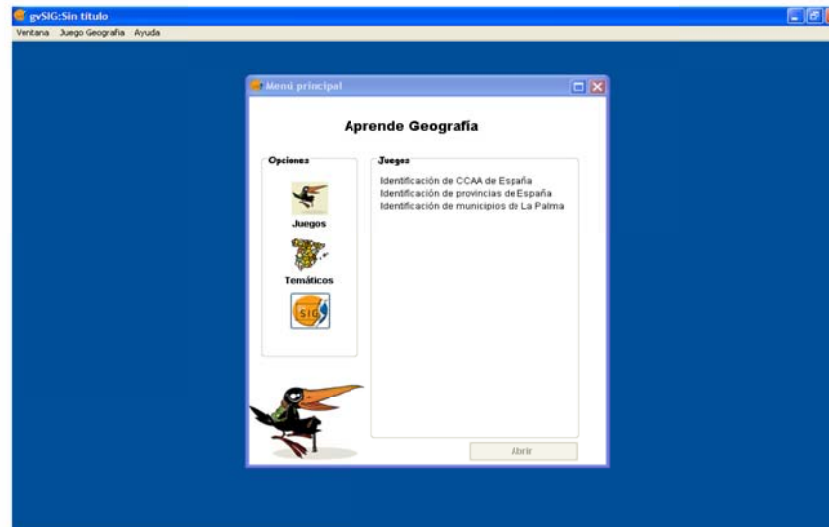 gvSIG:Sin título
Ventana Juego Geografia Ayuda
Menú principal
Aprende Geografía
Opciones
Juegos
Temáticos
SIG
Juegos
Identificación de CCAA de España
Identificación de provincias de España
Identificación de municipios de La Palma
Abrir